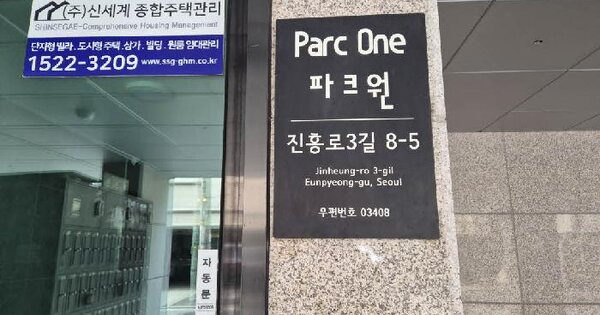 (주)신세계 종합주택관리
SHINSEGAE-Comprehensive Housing Management
단지형 빌라 . 도시형 주택 . 상가 . 빌딩 . 원룸 임대관리
1522-3209 www.ssg-ghm.co.kr
Parc One
파크원
진흥로3길 8-5
Jinheung-ro 3-gil
Eunpyeong-gu, Seoul
우편번호 03408
자
동
문